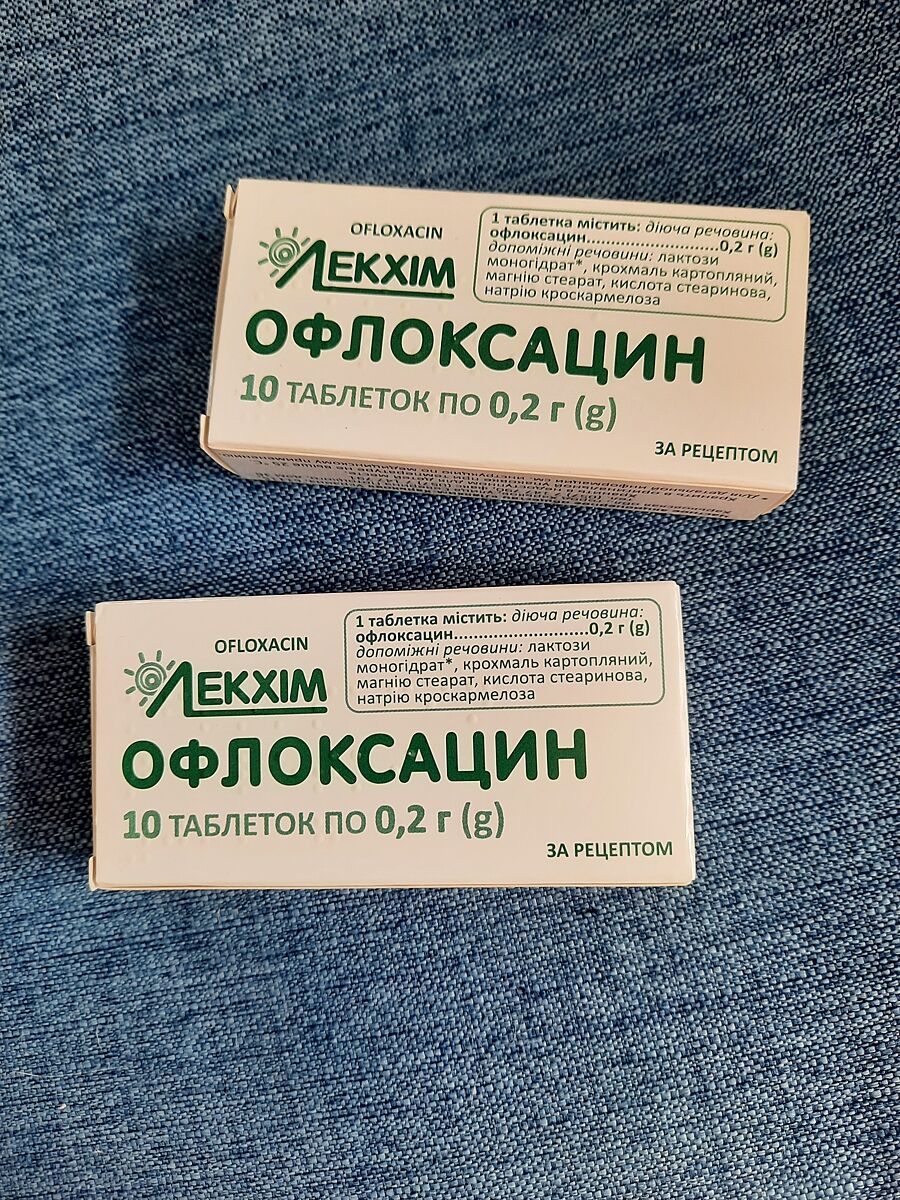 OFLOXACIN
ЛЕКХІМ
1 таблетка містить: діюча речовина:
офлоксацин..........................0,2 г (g)
допоміжні речовини: лактози
моногідрат*, крохмаль картопляний,
магнію стеарат, кислота стеаринова,
натрію кроскармелоза
ОФЛОКСАЦИН
10 ТАБЛЕТОК ПО 0,2 г (g)
ЗА РЕЦЕПТОМ
OFLOXACIN
ЛЕКХІМ
1 таблетка містить: діюча речовина:
офлоксацин..........................0,2 г (g)
допоміжні речовини: лактози
моногідрат*, крохмаль картопляний,
магнію стеарат, кислота стеаринова,
натрію кроскармелоза
ОФЛОКСАЦИН
10 ТАБЛЕТОК ПО 0,2 г (g)
ЗА РЕЦЕПТОМ